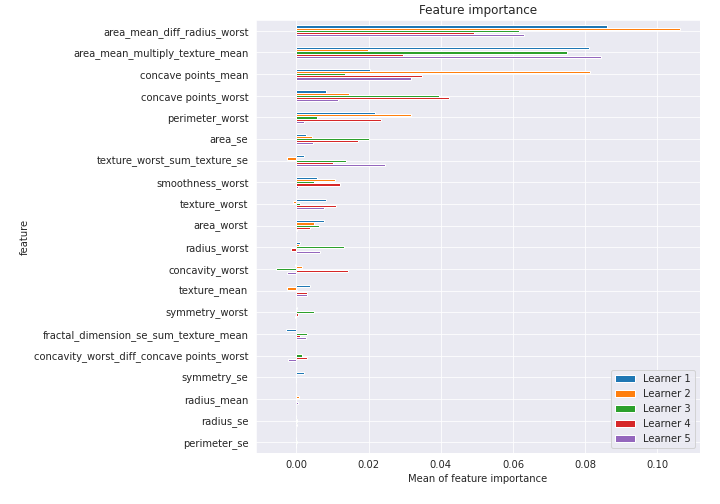 Feature importance
area_mean_diff_radius_worst
area_mean_multiply_texture_mean
concave points_mean
concave points_worst
perimeter_worst
area_se
texture_worst_sum_texture_se
smoothness_worst
texture_worst
area_worst
radius_worst
concavity_worst
texture_mean
symmetry_worst
fractal_dimension_se_sum_texture_mean
concavity_worst_diff_concave points_worst
symmetry_se
radius_mean
radius_se
perimeter_se
feature
Learner 1
Learner 2
Learner 3
Learner 4
Learner 5
0.00 0.02 0.04 0.06 0.08 0.10
Mean of feature importance